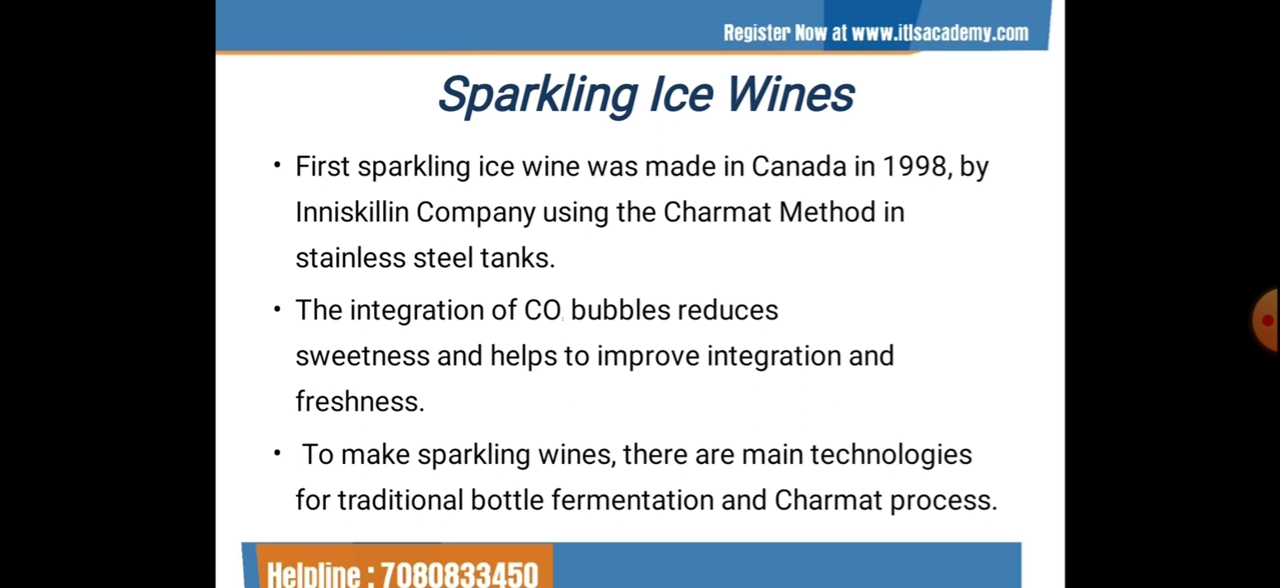 Register Now at www.itlsacademy.com
Sparkling Ice Wines
• First sparkling ice wine was made in Canada in 1998, by
Inniskillin Company using the Charmat Method in
stainless steel tanks.
• The integration of CO, bubbles reduces
sweetness and helps to improve integration and
freshness.
• To make sparkling wines, there are main technologies
for traditional bottle fermentation and Charmat process.
Helpline : 7080833450